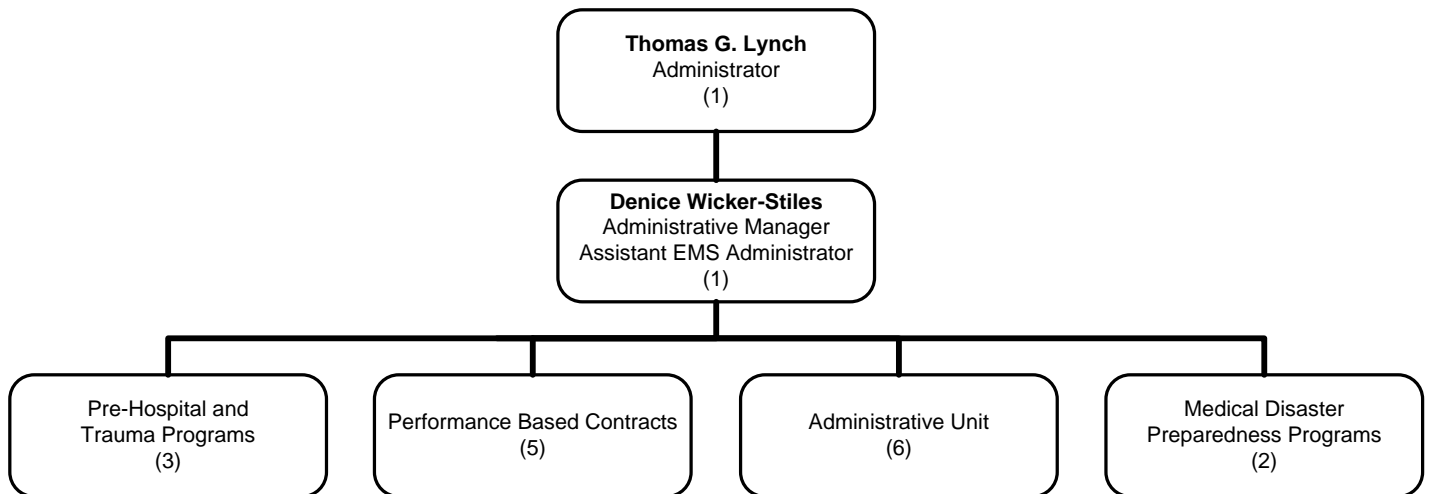 Thomas G. Lynch
Administrator
(1)
Denice Wicker-Stiles
Administrative Manager
Assistant EMS Administrator
(1)
Pre-Hospital and
Trauma Programs
(3)
Performance Based Contracts
(5)
Administrative Unit
(6)
Medical Disaster
Preparedness Programs
(2)